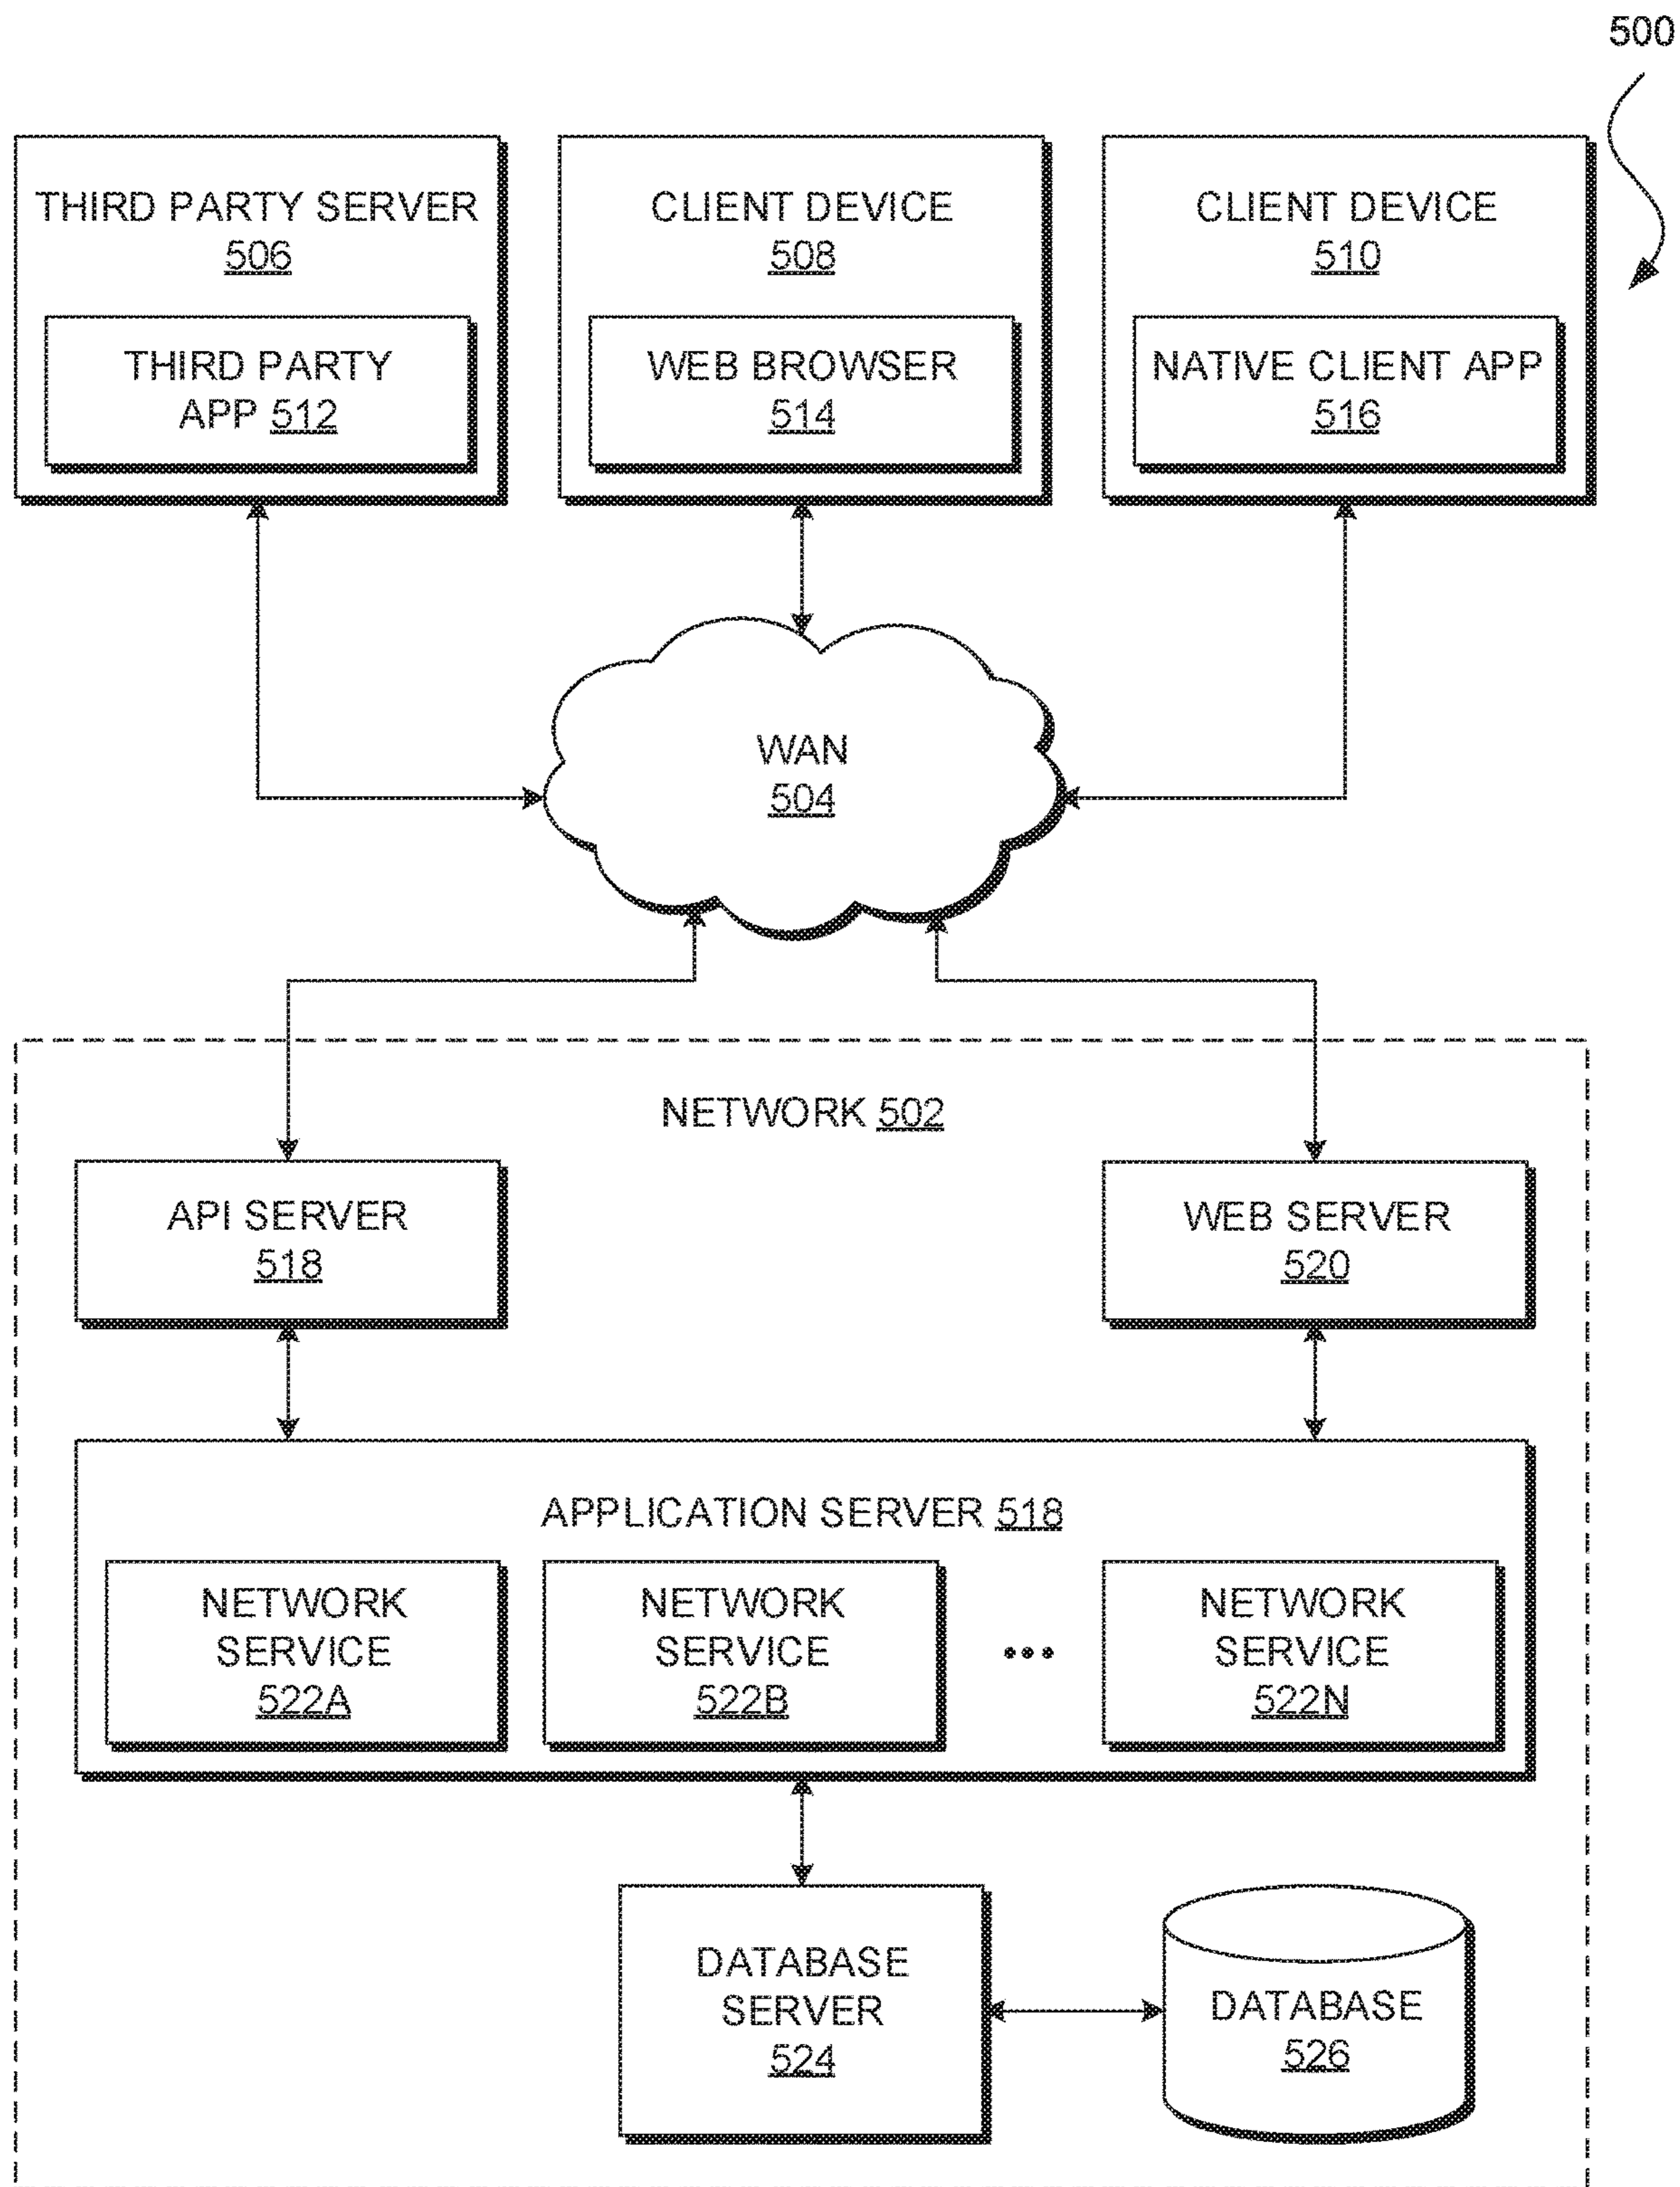 500
THIRD PARTY SERVER
506
THIRD PARTY
APP 512
CLIENT DEVICE
508
WEB BROWSER
514
CLIENT DEVICE
510
NATIVE CLIENT APP
516
WAN
504
NETWORK 502
API SERVER
518
WEB SERVER
520
APPLICATION SERVER 518
NETWORK
SERVICE
522A
NETWORK
SERVICE
522B
•••
NETWORK
SERVICE
522N
DATABASE
SERVER
524
DATABASE
526